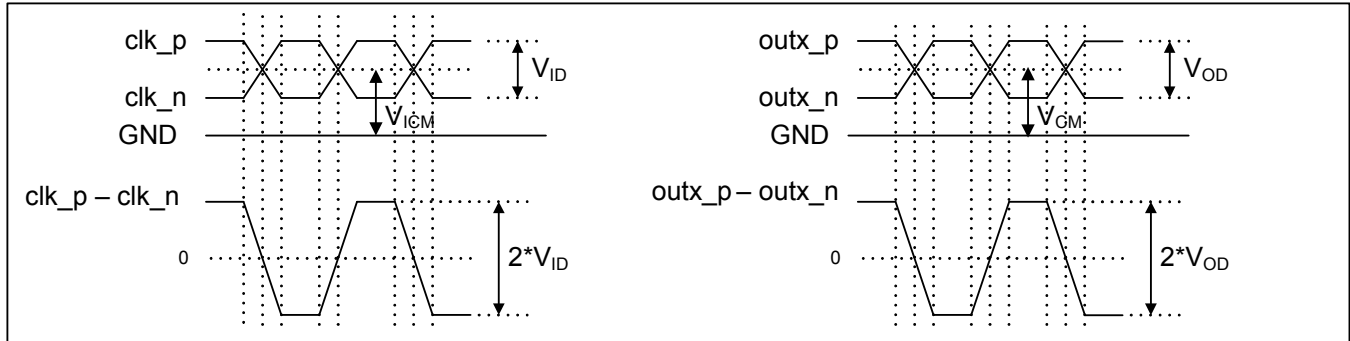 clk_p
V_ID
clk_n
V_ICM
GND
clk_p – clk_n
0
2*V_ID
outx_p
V_OD
outx_n
V_CM
GND
outx_p – outx_n
0
2*V_OD